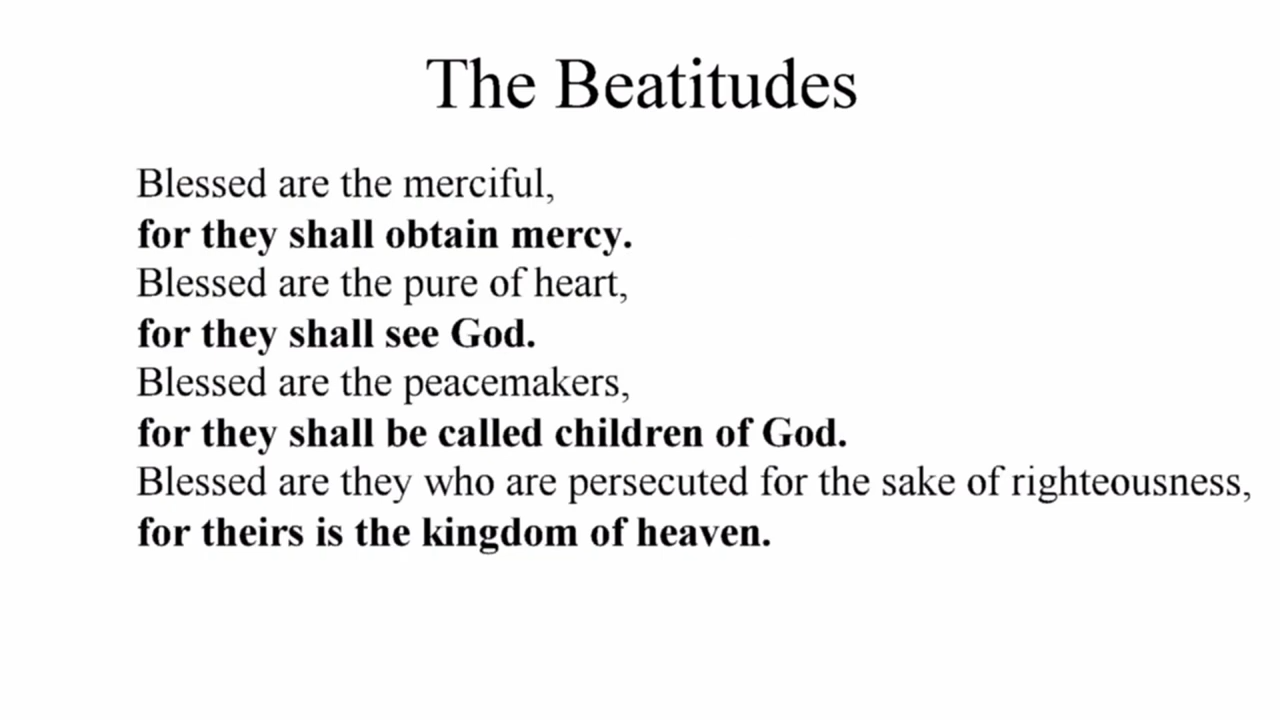 The Beatitudes
Blessed are the merciful,
for they shall obtain mercy.
Blessed are the pure of heart,
for they shall see God.
Blessed are the peacemakers,
for they shall be called children of God.
Blessed are they who are persecuted for the sake of righteousness,
for theirs is the kingdom of heaven.